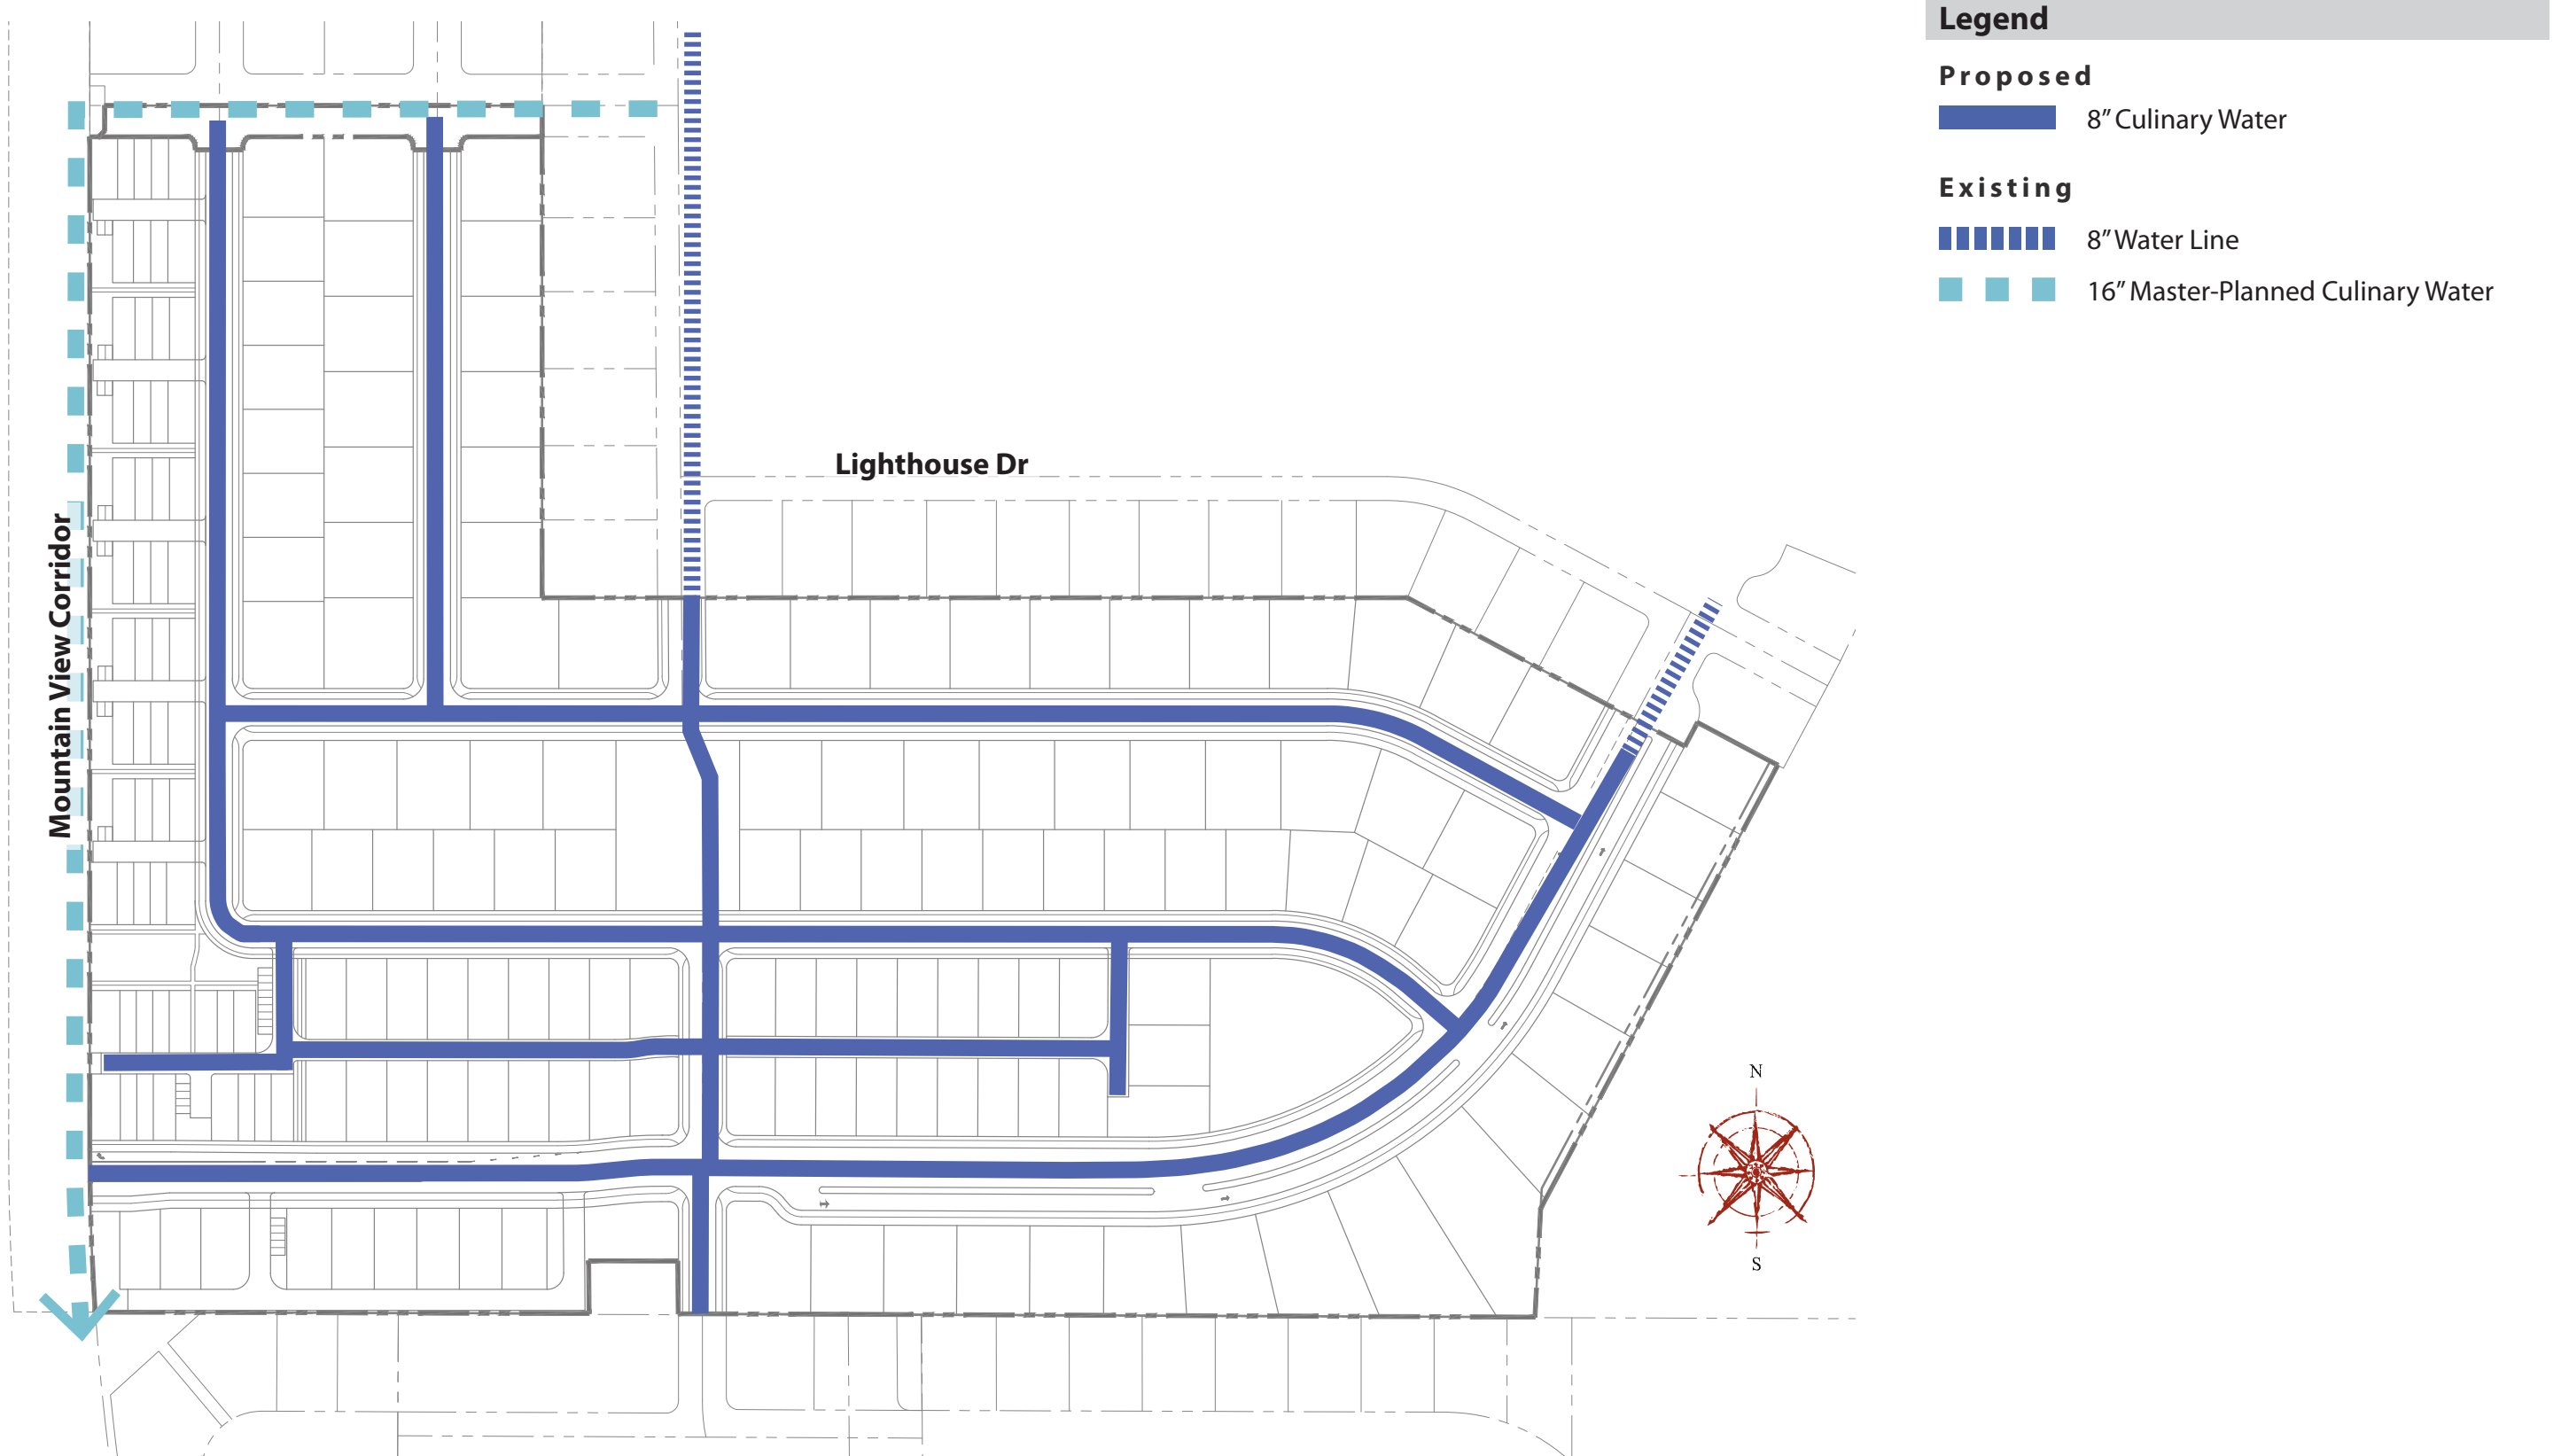 Legend
Proposed
8” Culinary Water
Existing
8” Water Line
16” Master-Planned Culinary Water
Lighthouse Dr
Mountain View Corridor
N
S